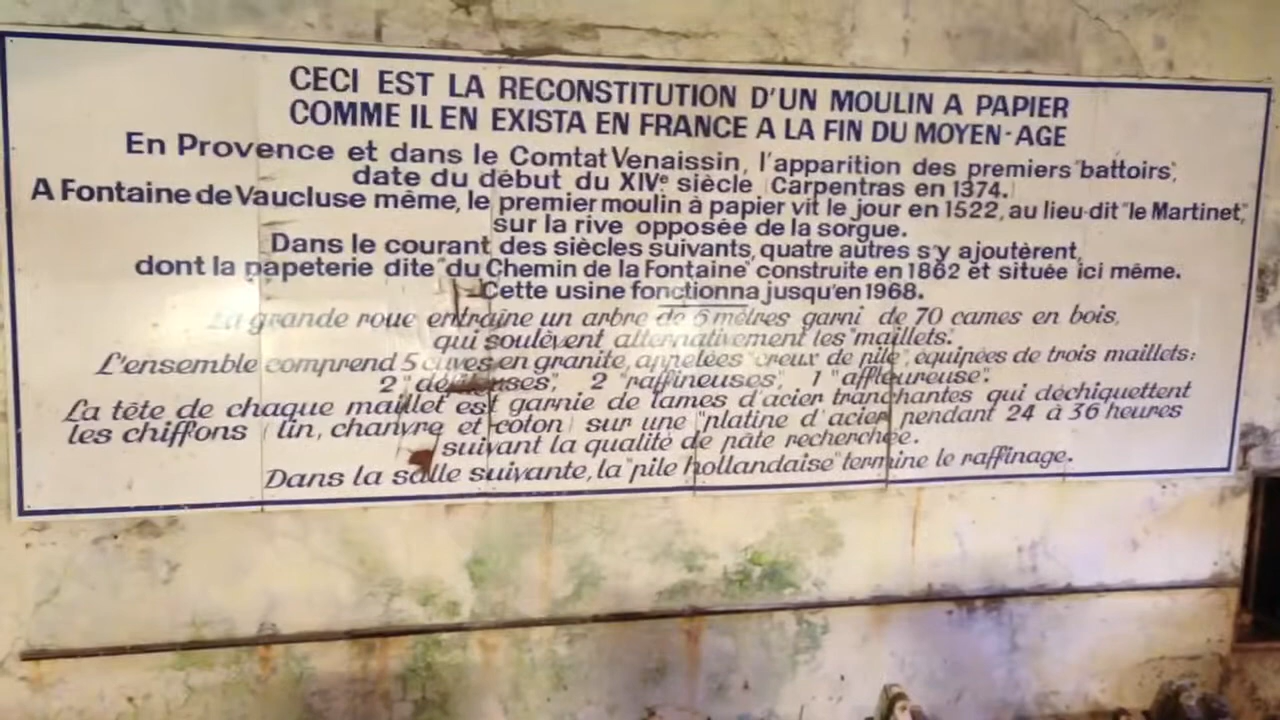 CECI EST LA RECONSTITUTION D'UN MOULIN A PAPIER
COMME IL EN EXISTA EN FRANCE A LA FIN DU MOYEN-AGE
En Provence et dans le Comtat Venaissin, l'apparition des premiers "battoirs",
date du début du XIVe siècle (Carpentras en 1374.)
A Fontaine de Vaucluse même, le premier moulin à papier vit le jour en 1522, au lieu-dit "le Martinet",
sur la rive opposée de la sorgue.
Dans le courant des siècles suivants, quatre autres s'y ajoutèrent,
dont la papeterie dite "du Chemin de la Fontaine" construite en 1862 et située ici même.
Cette usine fonctionna jusqu'en 1968.
La grande roue entraîne un arbre de 6 mètres garni de 70 cames en bois,
qui soulèvent alternativement les "maillets".
L'ensemble comprend 5 cuves en granite, appelées "creux de pile", équipées de trois maillets:
2 "défileuses", 2 "raffineuses", 1 "affleureuse".
La tête de chaque maillet est garnie de lames d'acier tranchantes qui déchiquettent
les chiffons (lin, chanvre et coton) sur une "platine d'acier" pendant 24 à 36 heures
suivant la qualité de pâte recherchée.
Dans la salle suivante, la "pile hollandaise" termine le raffinage.